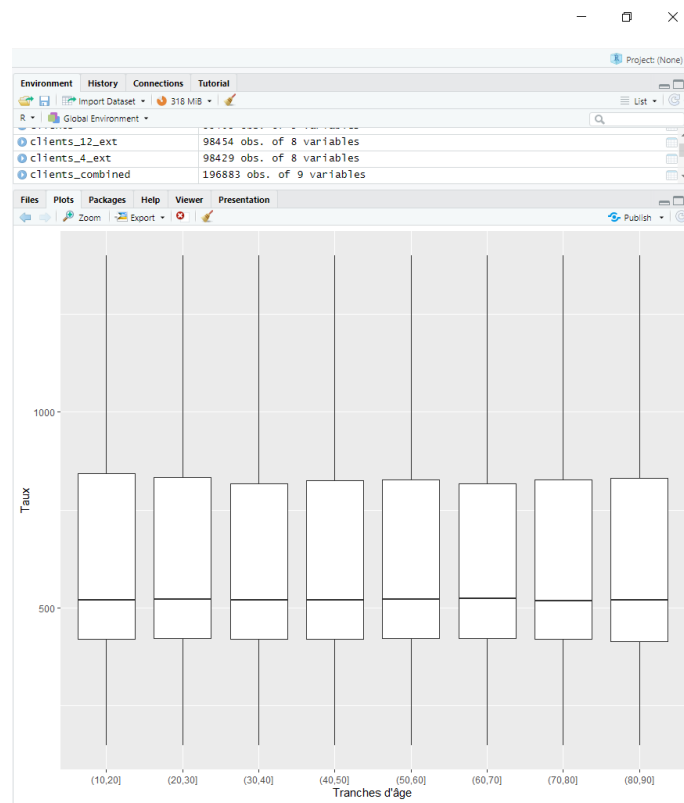 Project: (None)
Environment History Connections Tutorial
Import Dataset 318 MiB List
R Global Environment
clients_12_ext 98454 obs. of 8 variables
clients_4_ext 98429 obs. of 8 variables
clients_combined 196883 obs. of 9 variables
Files Plots Packages Help Viewer Presentation
Zoom Export Publish
1000
500
Taux
(10,20] (20,30] (30,40] (40,50] (50,60] (60,70] (70,80] (80,90]
Tranches d'âge